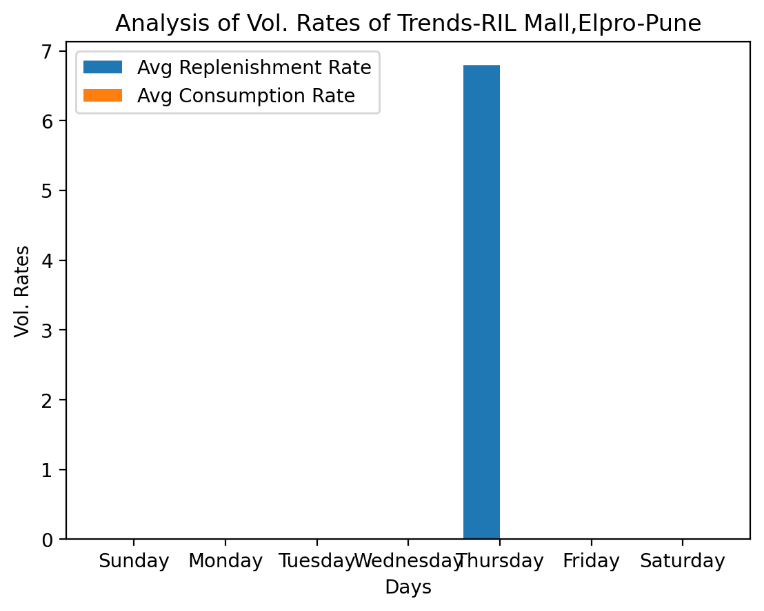 Analysis of Vol. Rates of Trends-RIL Mall,Elpro-Pune
Avg Replenishment Rate
Avg Consumption Rate
7
6
5
4
3
2
1
0
Vol. Rates
Sunday Monday Tuesday Wednesday Thursday Friday Saturday
Days